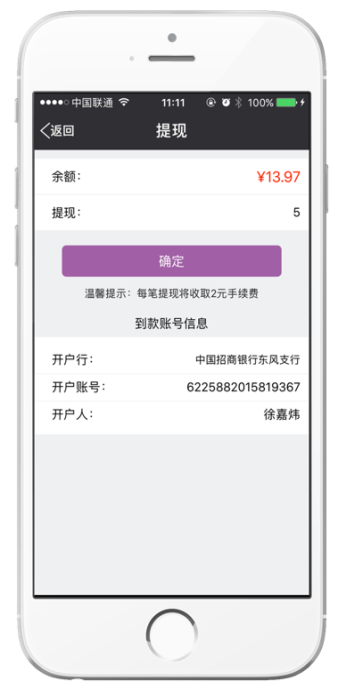 中国联通 11:11 100%
返回 提现
余额： ¥13.97
提现： 5
确定
温馨提示：每笔提现将收取2元手续费
到款账号信息
开户行： 中国招商银行东风支行
开户账号： 6225882015819367
开户人： 徐嘉炜